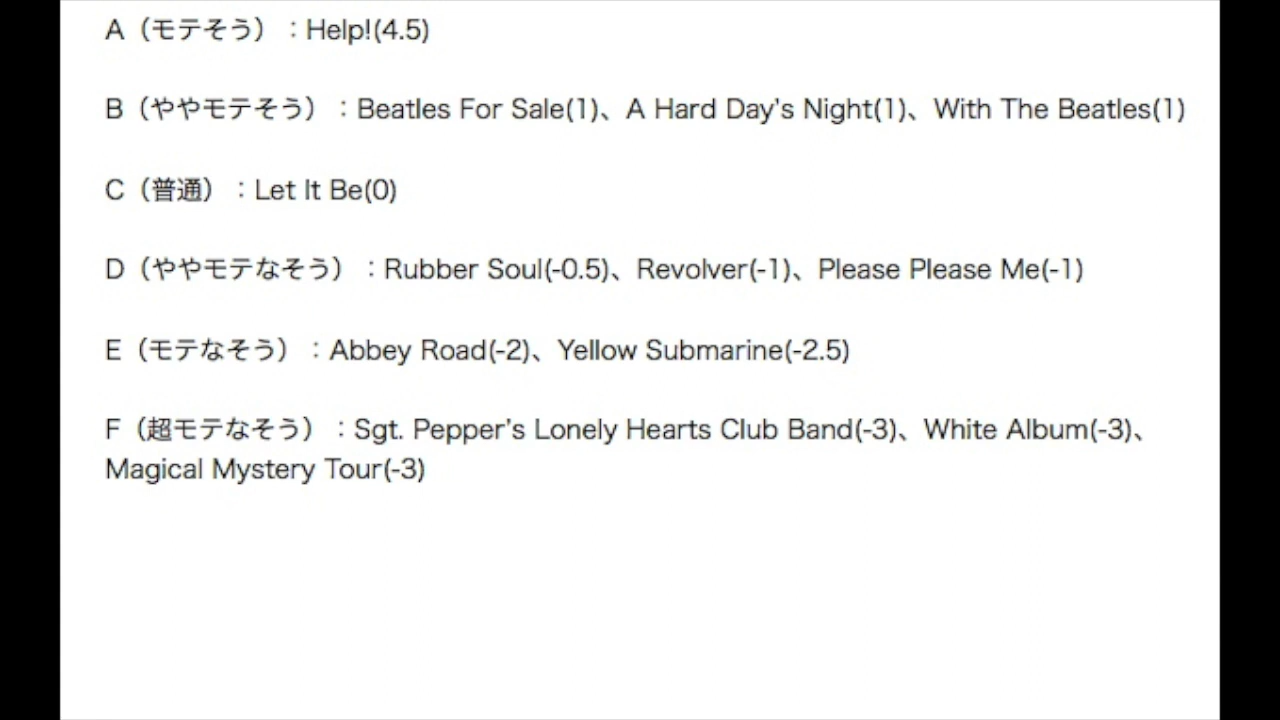 A（モテそう）：Help!(4.5)
B（ややモテそう）：Beatles For Sale(1)、A Hard Day's Night(1)、With The Beatles(1)
C（普通）：Let It Be(0)
D（ややモテなそう）：Rubber Soul(-0.5)、Revolver(-1)、Please Please Me(-1)
E（モテなそう）：Abbey Road(-2)、Yellow Submarine(-2.5)
F（超モテなそう）：Sgt. Pepper's Lonely Hearts Club Band(-3)、White Album(-3)、
Magical Mystery Tour(-3)